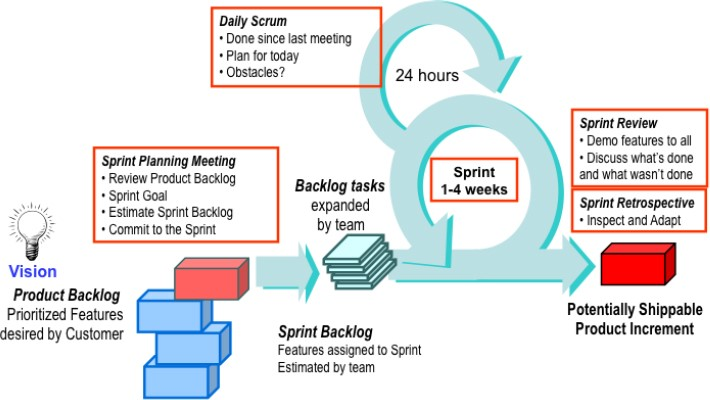 Daily Scrum
• Done since last meeting
• Plan for today
• Obstacles?
24 hours
Sprint Planning Meeting
• Review Product Backlog
• Sprint Goal
• Estimate Sprint Backlog
• Commit to the Sprint
Backlog tasks
expanded
by team
Sprint
1-4 weeks
Sprint Review
• Demo features to all
• Discuss what's done
and what wasn't done
Sprint Retrospective
• Inspect and Adapt
Vision
Product Backlog
Prioritized Features
desired by Customer
Sprint Backlog
Features assigned to Sprint
Estimated by team
Potentially Shippable
Product Increment